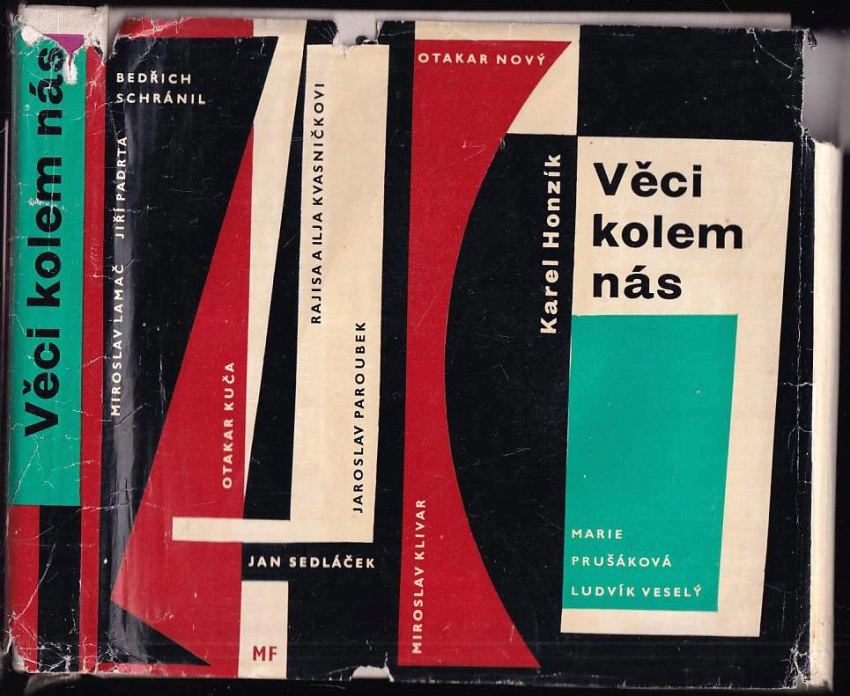 Věci kolem nás
BEDŘICH
SCHRÁNIL
MIROSLAV LAMAČ JIŘÍ PADRTA
OTAKAR KUČA
RAJISA A ILJA KVASNIČKOVI
JAROSLAV PAROUBEK
JAN SEDLÁČEK
MF
OTAKAR NOVÝ
MIROSLAV KLIVAR
Karel Honzík
Věci
kolem
nás
MARIE
PRUŠÁKOVÁ
LUDVÍK VESELÝ